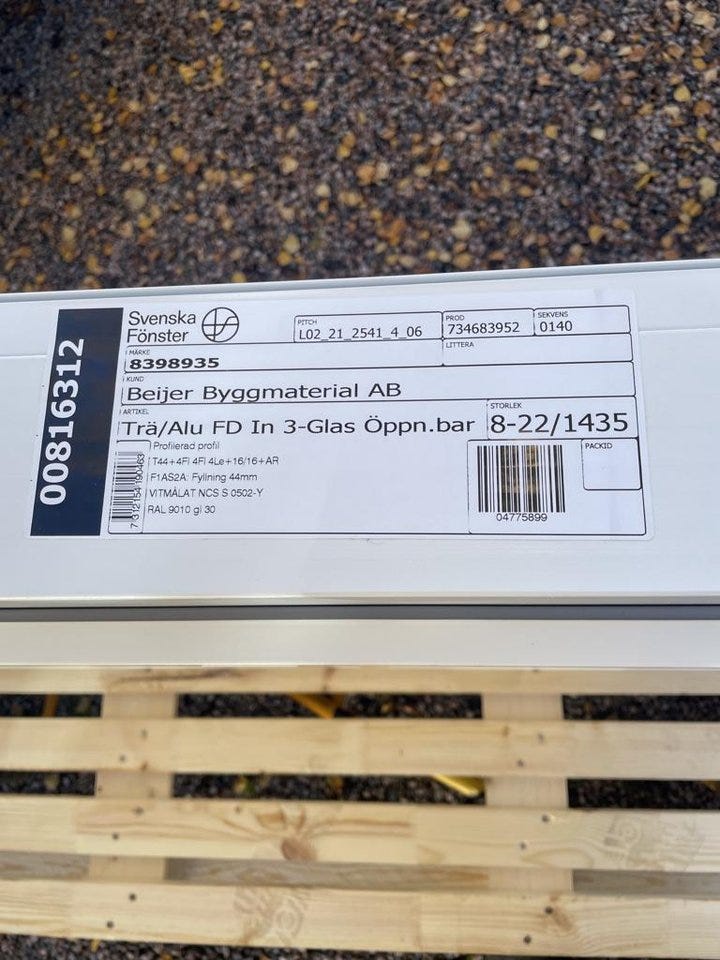 00816312
Svenska
Fönster
PITCH
L02_21_2541_4_06
PROD
734683952
SEKVENS
0140
MÄRKE
8398935
LITTERA
KUND
Beijer Byggmaterial AB
ARTIKEL
Trä/Alu FD In 3-Glas Öppn.bar
STORLEK
8-22/1435
Profilerad profil
T44+4Fl 4Fl 4Le+16/16+AR
F1AS2A: Fyllning 44mm
VITMÅLAT NCS S 0502-Y
RAL 9010 gl 30
7312154190463
04775899
PACKID